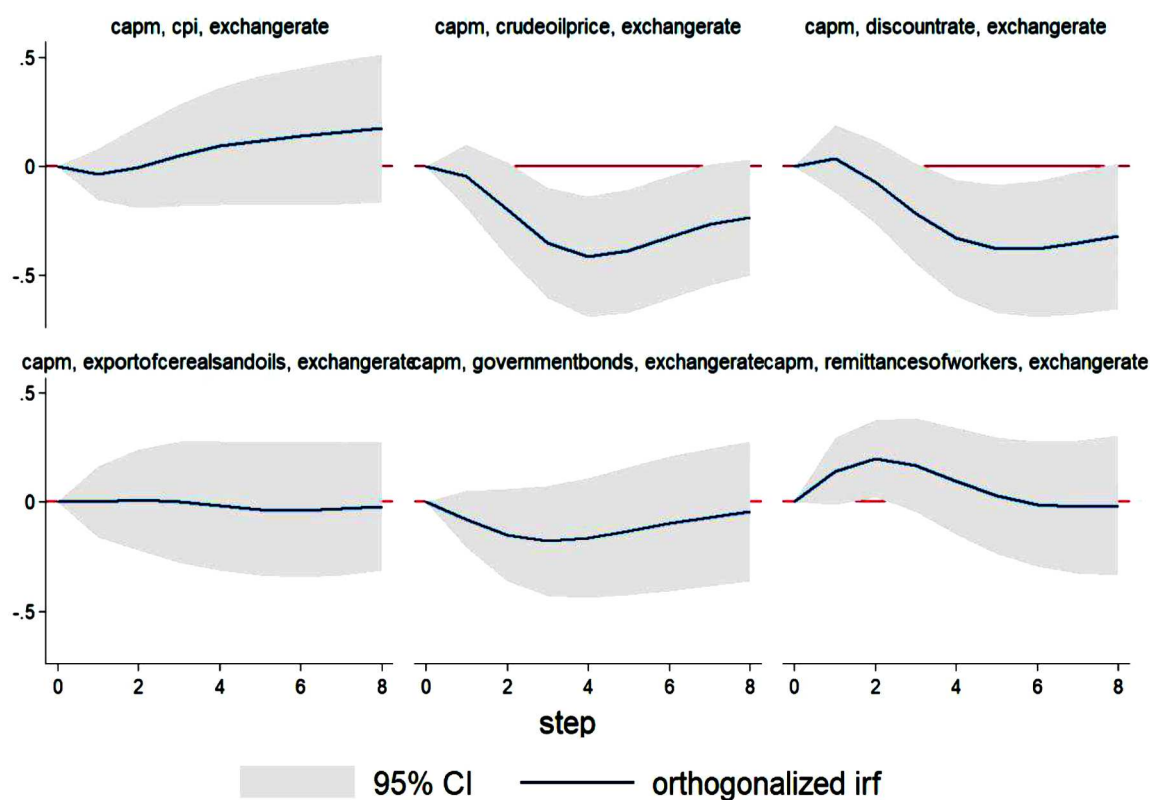 capm, cpi, exchangerate
capm, crudeoilprice, exchangerate
capm, discountrate, exchangerate
.5
0
-.5
capm, exportofcerealsandoils, exchangerate
capm, governmentbonds, exchangerate
capm, remittancesofworkers, exchangerate
.5
0
-.5
0 2 4 6 8
0 2 4 6 8
0 2 4 6 8
step
95% CI
orthogonalized irf